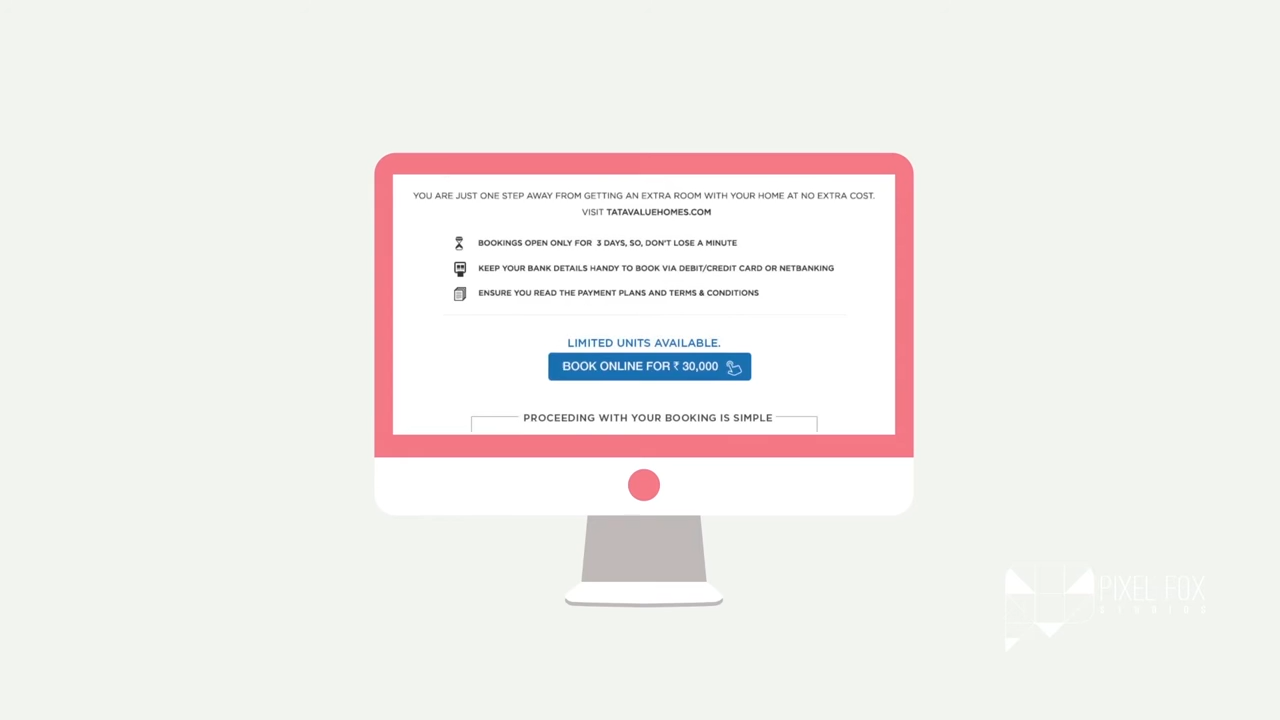 YOU ARE JUST ONE STEP AWAY FROM GETTING AN EXTRA ROOM WITH YOUR HOME AT NO EXTRA COST.
VISIT TATAVALUEHOMES.COM
BOOKINGS OPEN ONLY FOR 3 DAYS, SO, DON'T LOSE A MINUTE
KEEP YOUR BANK DETAILS HANDY TO BOOK VIA DEBIT/CREDIT CARD OR NETBANKING
ENSURE YOU READ THE PAYMENT PLANS AND TERMS & CONDITIONS
LIMITED UNITS AVAILABLE.
BOOK ONLINE FOR ₹ 30,000
PROCEEDING WITH YOUR BOOKING IS SIMPLE
PIXEL FOX
STUDIOS